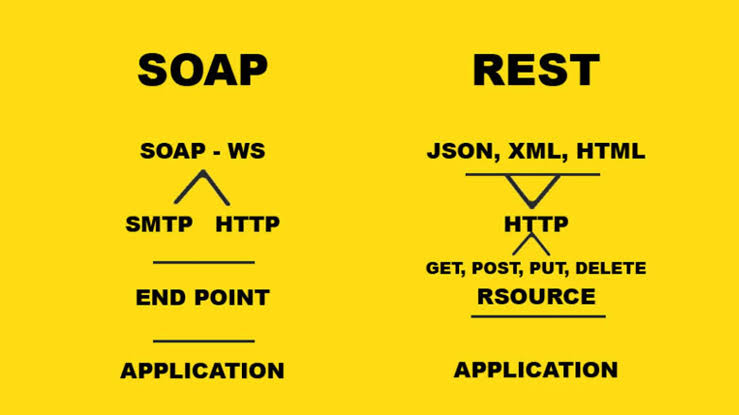 SOAP
SOAP - WS
SMTP HTTP
END POINT
APPLICATION
REST
JSON, XML, HTML
HTTP
GET, POST, PUT, DELETE
RSOURCE
APPLICATION